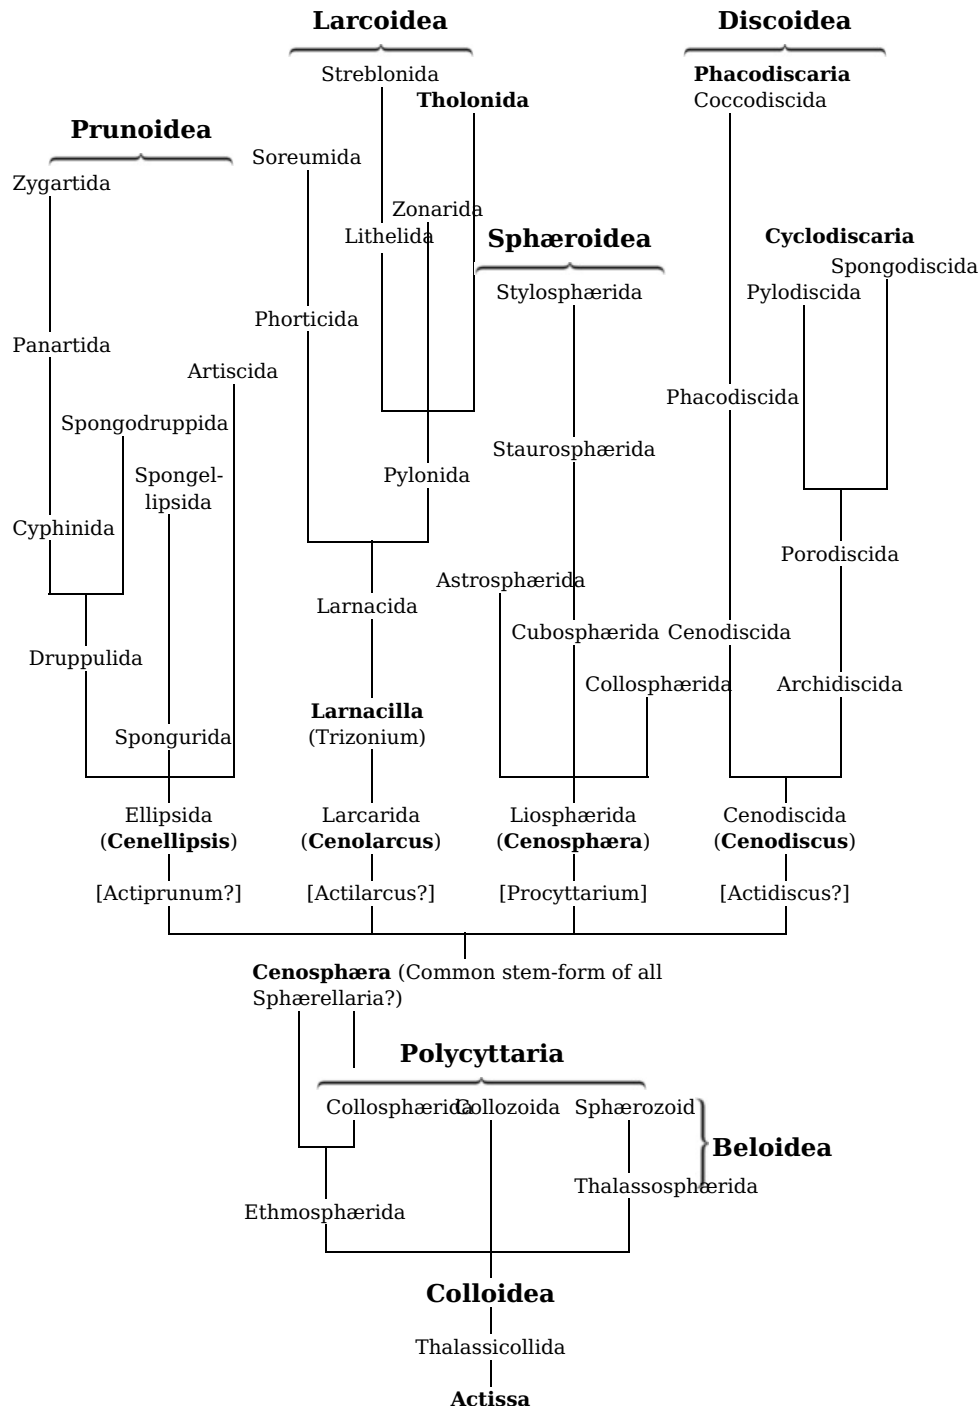 Larcoidea
Discoidea
Streblonida
Phacodiscaria
Tholonida
Coccodiscida
Prunoidea
Soreumida
Zygartida
Zonarida
Lithelida
Sphæroidea
Cyclodiscaria
Spongodiscida
Stylosphærida
Pylodiscida
Phorticida
Panartida
Artiscida
Phacodiscida
Spongodruppida
Staurosphærida
Spongel-
lipsida
Pylonida
Cyphinida
Porodiscida
Astrosphærida
Larnacida
Cubosphærida
Cenodiscida
Druppulida
Collosphærida
Archidiscida
Larnacilla
(Trizonium)
Spongurida
Ellipsida
(Cenellipsis)
Larcarida
(Cenolarcus)
Liosphærida
(Cenosphæra)
Cenodiscida
(Cenodiscus)
[Actiprunum?]
[Actilarcus?]
[Procyttarium]
[Actidiscus?]
Cenosphæra (Common stem-form of all
Sphærellaria?)
Polycyttaria
Collosphærida
Collozoida
Sphærozoid
Beloidea
Thalassosphærida
Ethmosphærida
Colloidea
Thalassicollida
Actissa